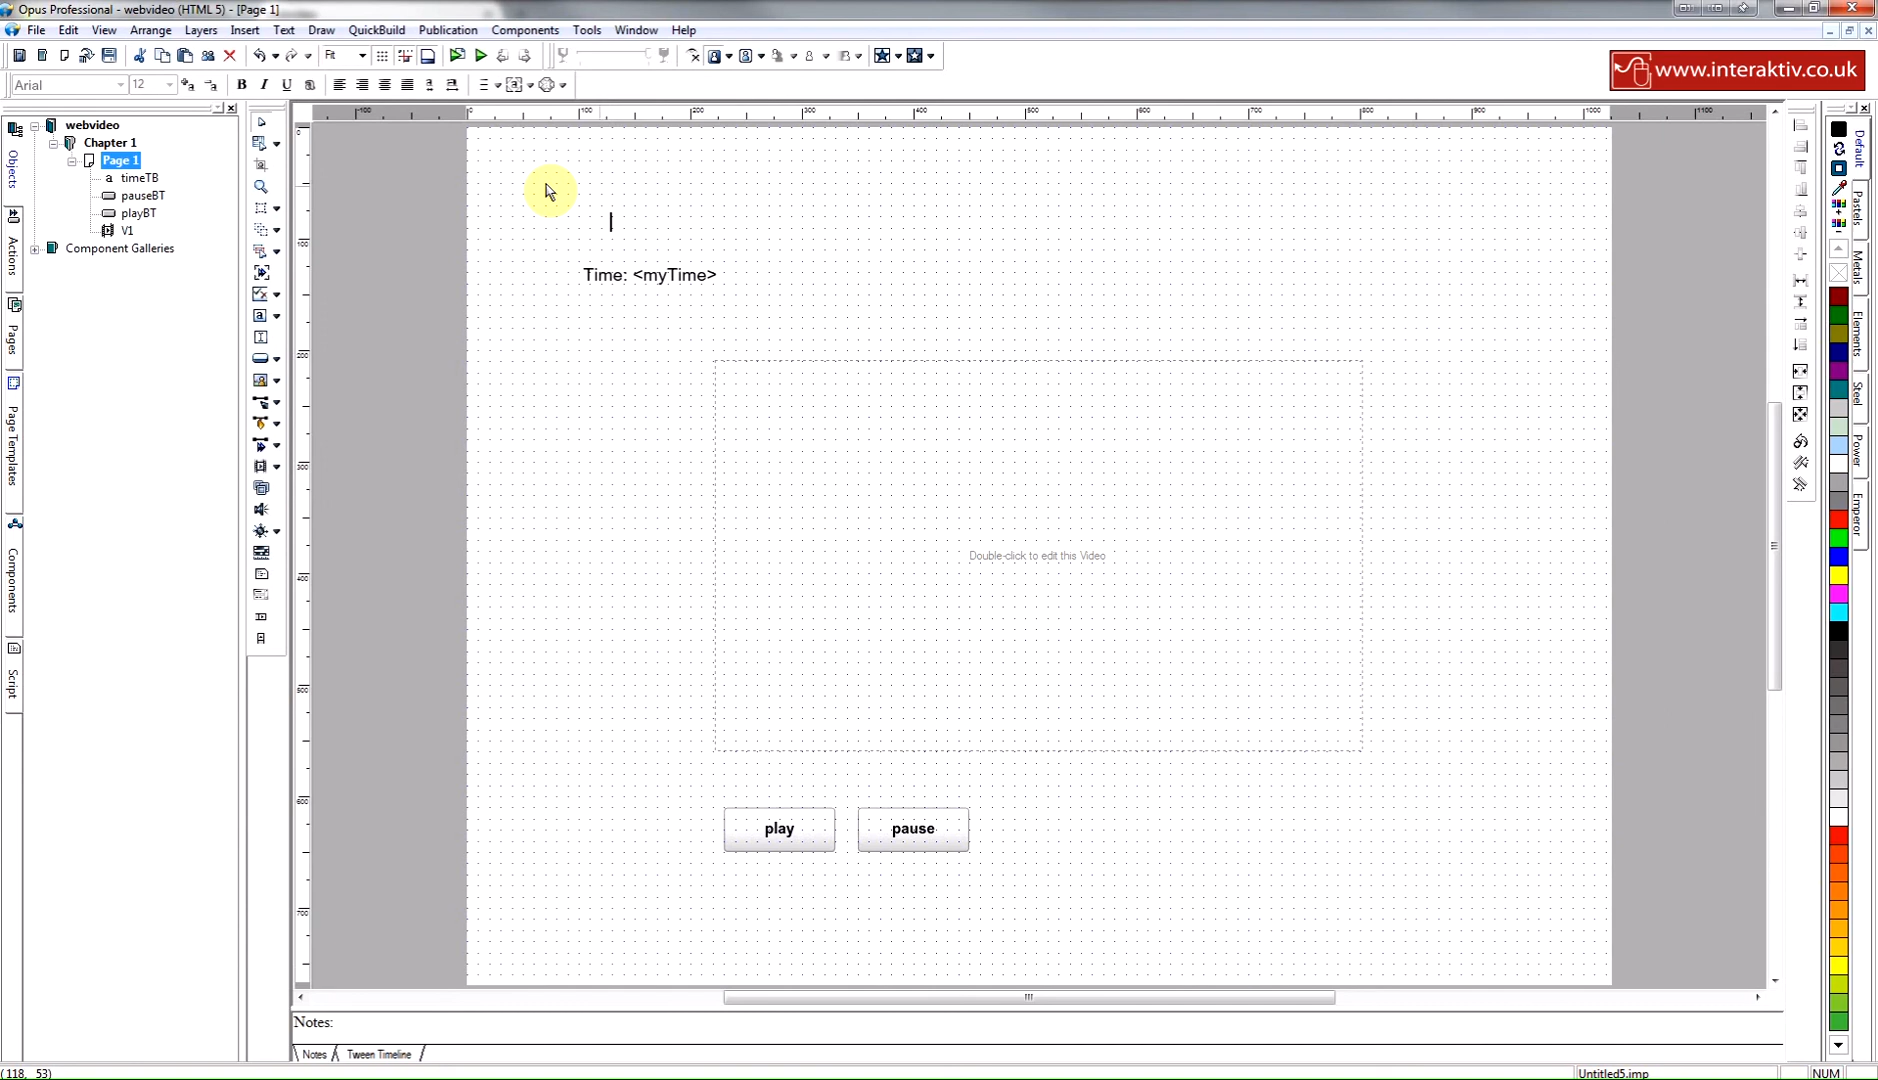 Opus Professional - webvideo (HTML 5) - [Page 1]
File Edit View Arrange Layers Insert Text Draw QuickBuild Publication Components Tools Window Help
Fit
www.interaktiv.co.uk
Arial 12
B I U
webvideo
Chapter 1
Page 1
timeTB
pauseBT
playBT
V1
Component Galleries
Objects
Actions
Pages
Page Templates
Components
Script
Time: <myTime>
Double-click to edit this Video
play pause
Default
Pastels
Metals
Elements
Steel
Power
Emperor
Notes:
Notes Tween Timeline
(118, 53) Untitled5.imp NUM